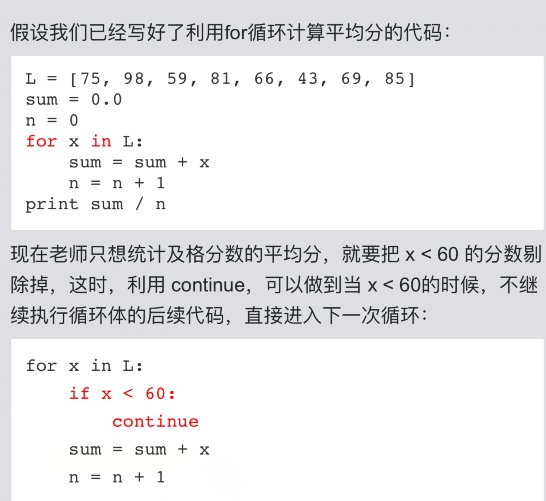 假设我们已经写好了利用for循环计算平均分的代码：
L = [75, 98, 59, 81, 66, 43, 69, 85]
sum = 0.0
n = 0
for x in L:
    sum = sum + x
    n = n + 1
print sum / n
现在老师只想统计及格分数的平均分，就要把 x < 60 的分数剔
除掉，这时，利用 continue，可以做到当 x < 60的时候，不继
续执行循环体的后续代码，直接进入下一次循环：
for x in L:
    if x < 60:
        continue
    sum = sum + x
    n = n + 1